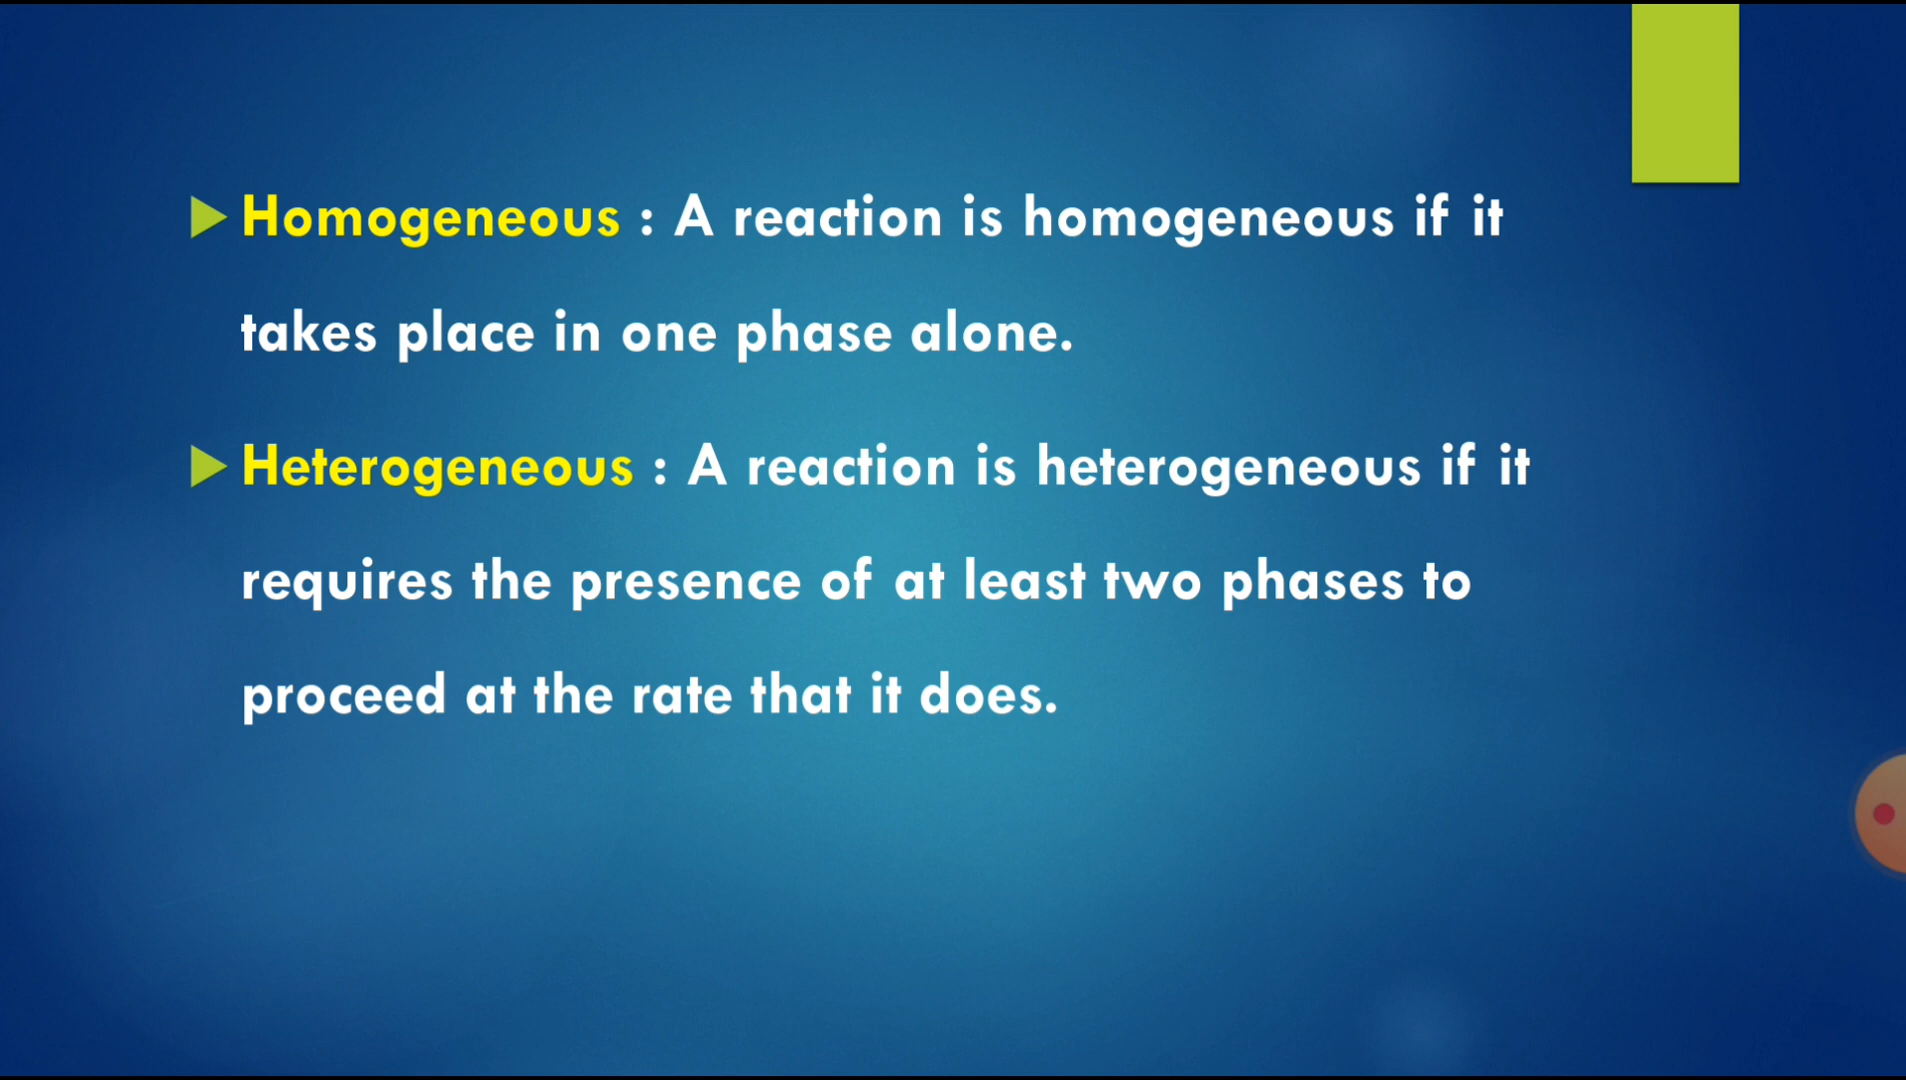 Homogeneous : A reaction is homogeneous if it
takes place in one phase alone.
Heterogeneous : A reaction is heterogeneous if it
requires the presence of at least two phases to
proceed at the rate that it does.